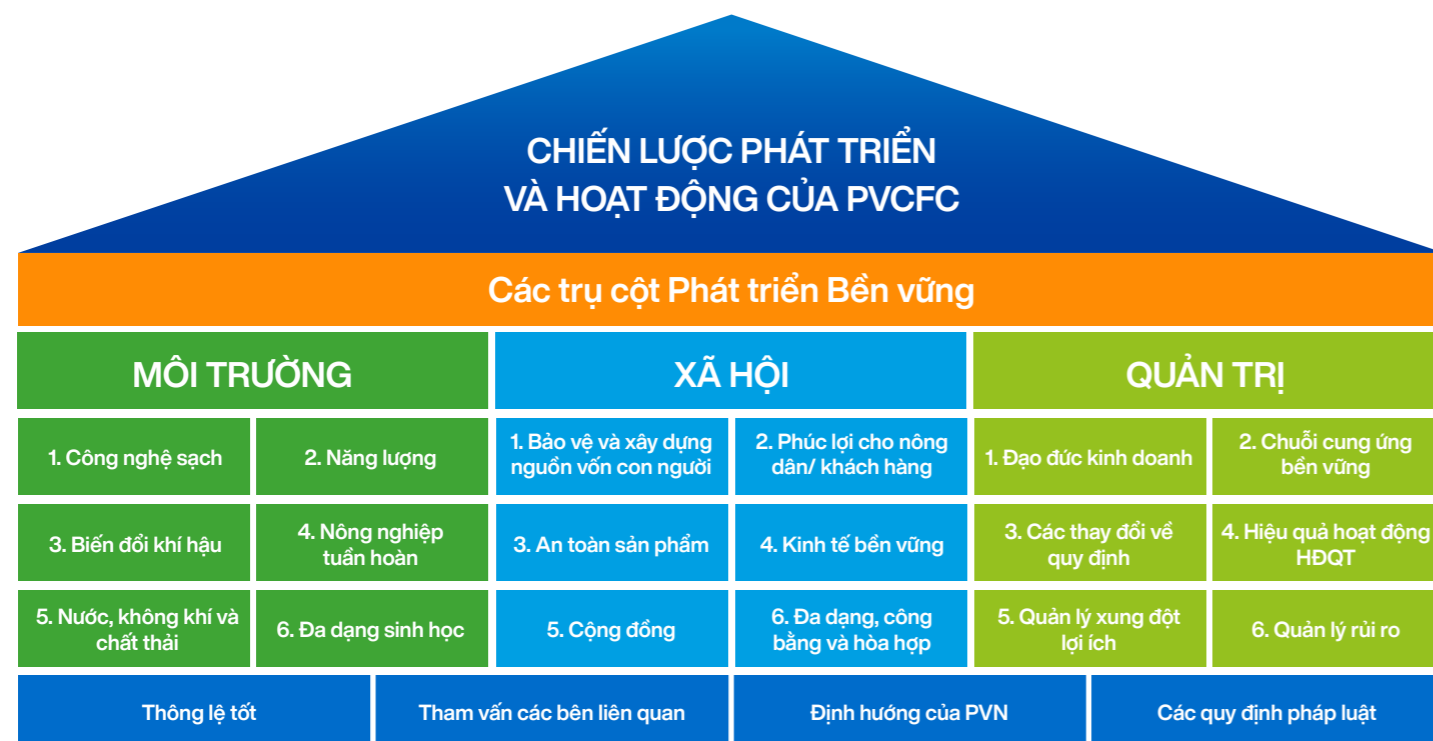 CHIẾN LƯỢC PHÁT TRIỂN
VÀ HOẠT ĐỘNG CỦA PVCFC
Các trụ cột Phát triển Bền vững
MÔI TRƯỜNG
XÃ HỘI
QUẢN TRỊ
1. Công nghệ sạch
2. Năng lượng
1. Bảo vệ và xây dựng
nguồn vốn con người
2. Phúc lợi cho nông
dân/ khách hàng
1. Đạo đức kinh doanh
2. Chuỗi cung ứng
bền vững
3. Biến đổi khí hậu
4. Nông nghiệp
tuần hoàn
3. An toàn sản phẩm
4. Kinh tế bền vững
3. Các thay đổi về
quy định
4. Hiệu quả hoạt động
HĐQT
5. Nước, không khí và
chất thải
6. Đa dạng sinh học
5. Cộng đồng
6. Đa dạng, công
bằng và hòa hợp
5. Quản lý xung đột
lợi ích
6. Quản lý rủi ro
Thông lệ tốt
Tham vấn các bên liên quan
Định hướng của PVN
Các quy định pháp luật